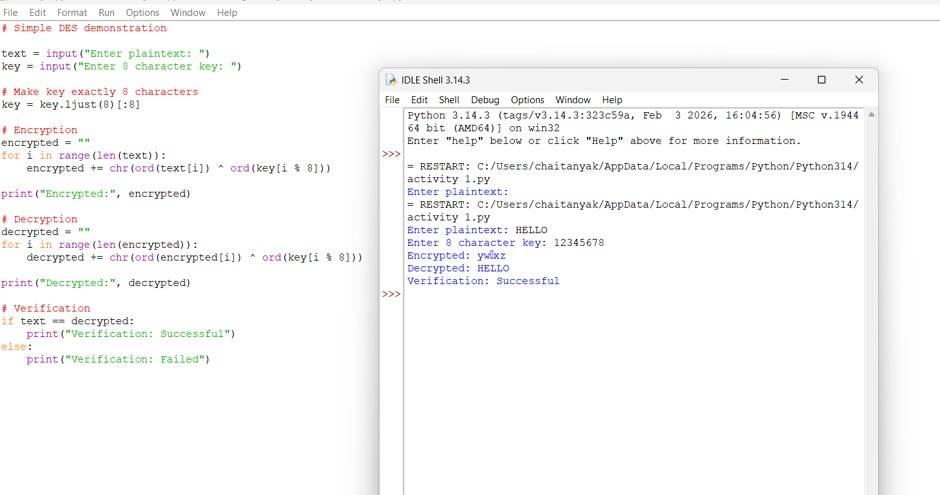 File Edit Format Run Options Window Help
# Simple DES demonstration
text = input("Enter plaintext: ")
key = input("Enter 8 character key: ")
# Make key exactly 8 characters
key = key.ljust(8)[:8]
# Encryption
encrypted = ""
for i in range(len(text)):
    encrypted += chr(ord(text[i]) ^ ord(key[i % 8]))
print("Encrypted:", encrypted)
# Decryption
decrypted = ""
for i in range(len(encrypted)):
    decrypted += chr(ord(encrypted[i]) ^ ord(key[i % 8]))
print("Decrypted:", decrypted)
# Verification
if text == decrypted:
    print("Verification: Successful")
else:
    print("Verification: Failed")
IDLE Shell 3.14.3
File Edit Shell Debug Options Window Help
Python 3.14.3 (tags/v3.14.3:323c59a, Feb  3 2026, 16:04:56) [MSC v.1944
64 bit (AMD64)] on win32
Enter "help" below or click "Help" above for more information.
>>>
= RESTART: C:/Users/chaitanyak/AppData/Local/Programs/Python/Python314/
activity 1.py
Enter plaintext:
= RESTART: C:/Users/chaitanyak/AppData/Local/Programs/Python/Python314/
activity 1.py
Enter plaintext: HELLO
Enter 8 character key: 12345678
Encrypted: yw▯xz
Decrypted: HELLO
Verification: Successful
>>>